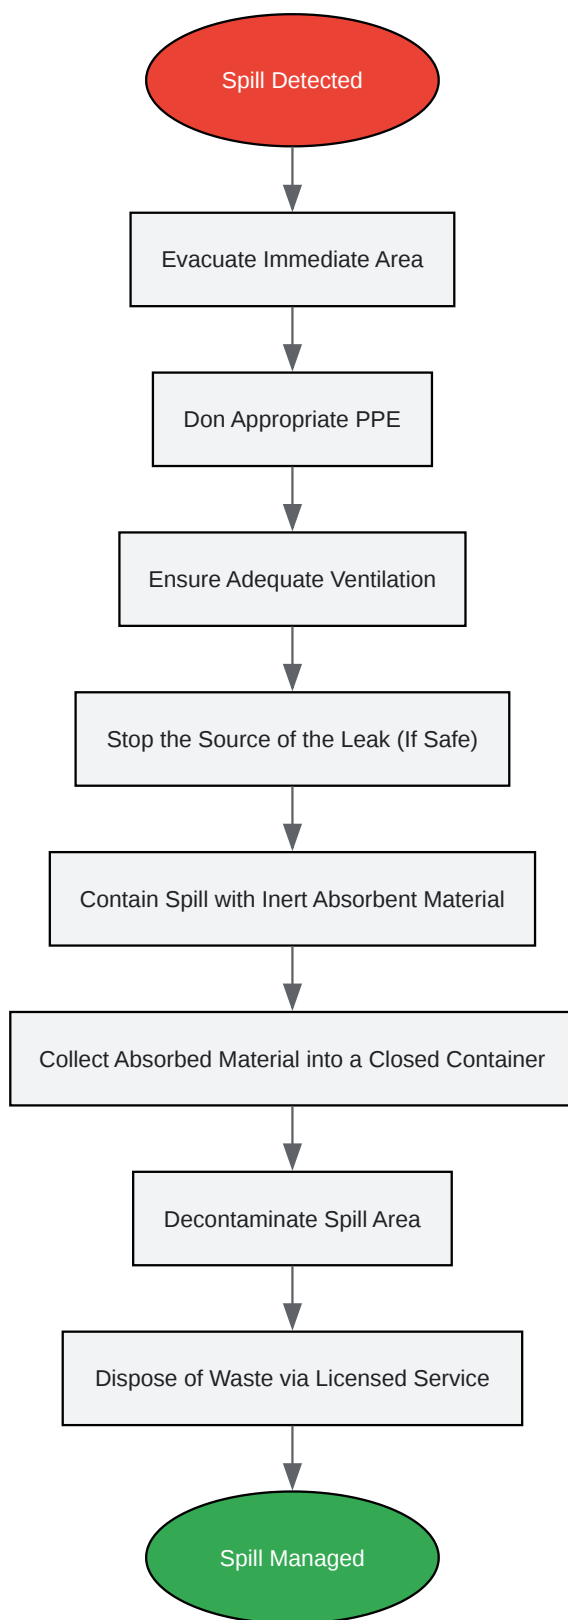 Spill Detected
Evacuate Immediate Area
Don Appropriate PPE
Ensure Adequate Ventilation
Stop the Source of the Leak (If Safe)
Contain Spill with Inert Absorbent Material
Collect Absorbed Material into a Closed Container
Decontaminate Spill Area
Dispose of Waste via Licensed Service
Spill Managed